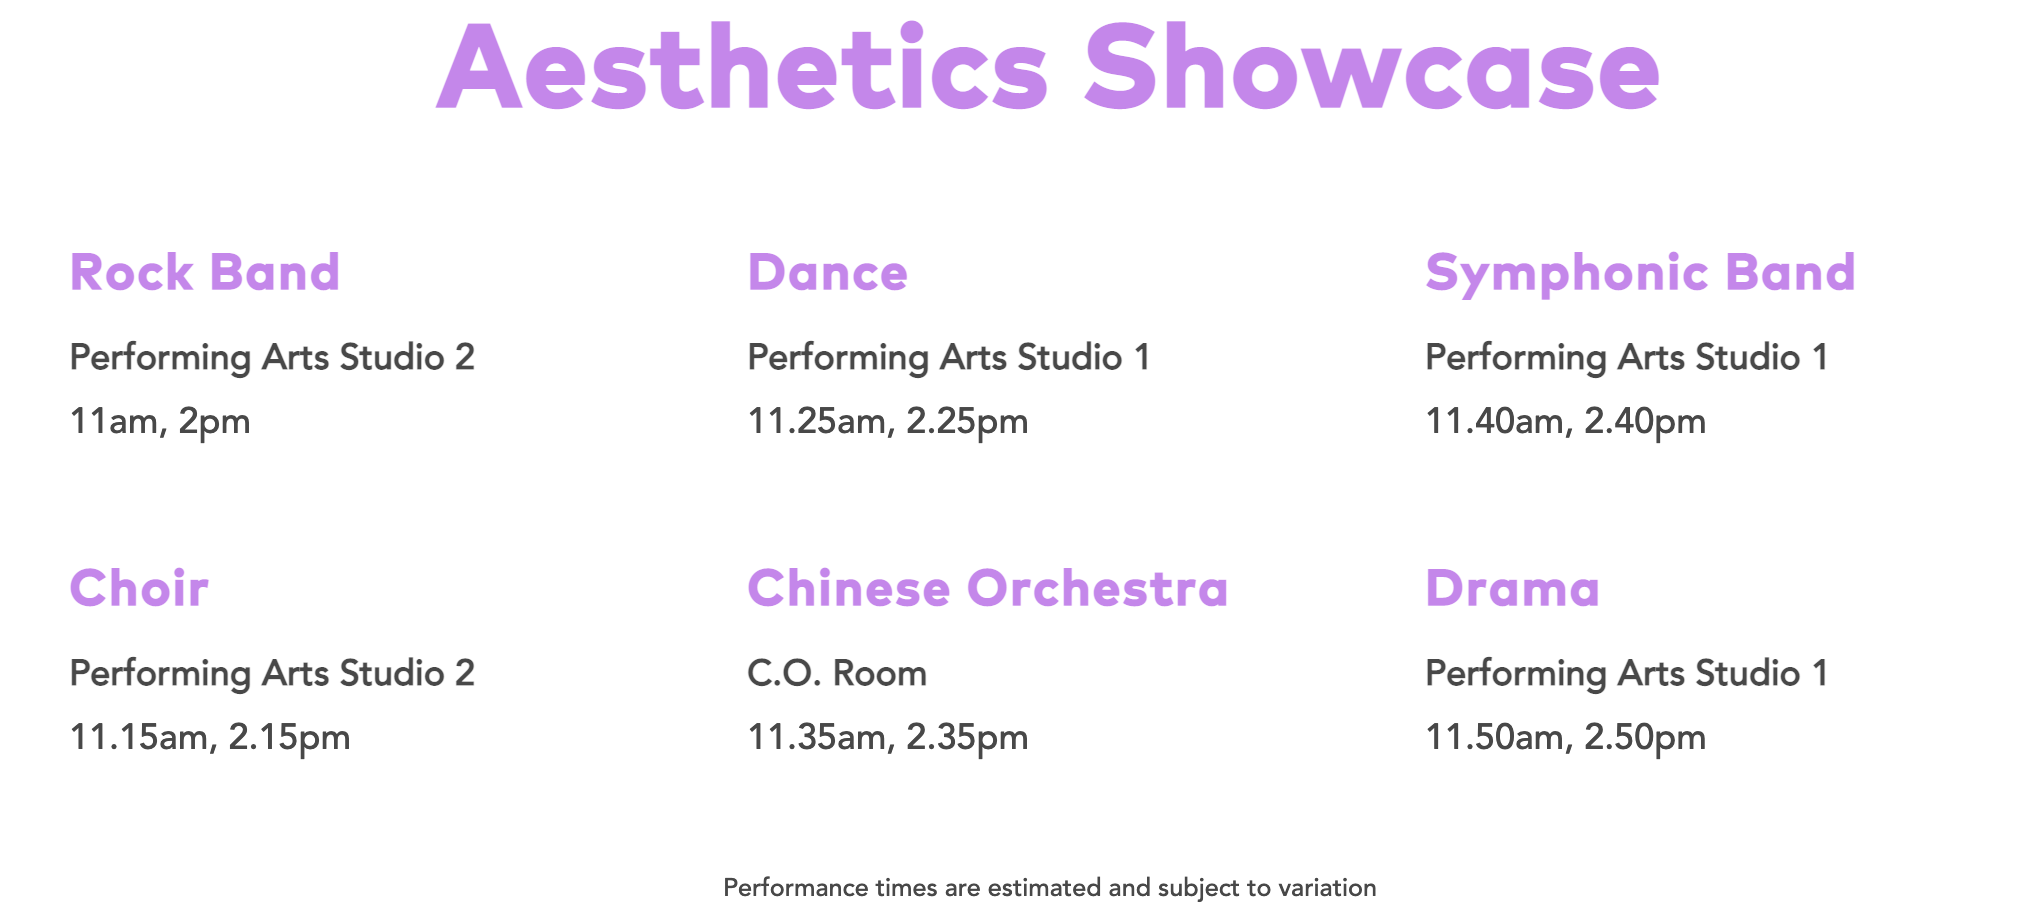 Aesthetics Showcase
Rock Band
Performing Arts Studio 2
11am, 2pm
Dance
Performing Arts Studio 1
11.25am, 2.25pm
Symphonic Band
Performing Arts Studio 1
11.40am, 2.40pm
Choir
Performing Arts Studio 2
11.15am, 2.15pm
Chinese Orchestra
C.O. Room
11.35am, 2.35pm
Drama
Performing Arts Studio 1
11.50am, 2.50pm
Performance times are estimated and subject to variation